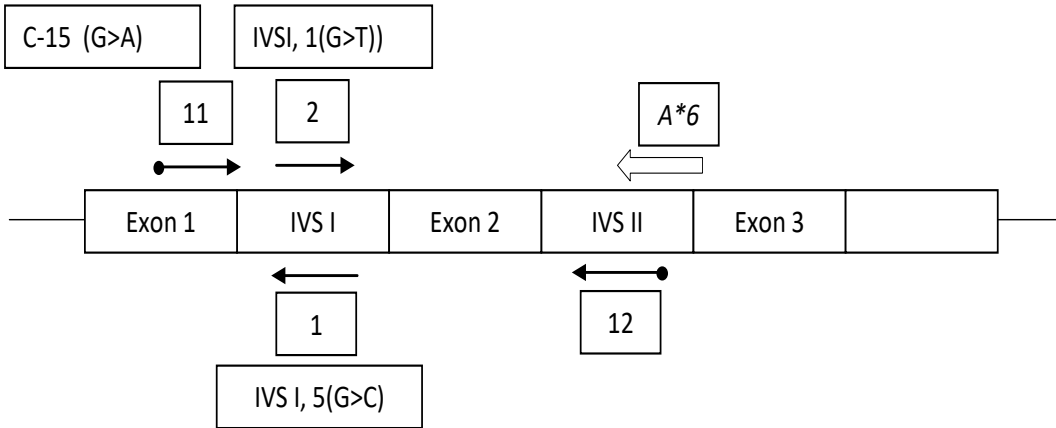 C-15 (G>A)
IVSI, 1(G>T))
11
2
A*6
Exon 1
IVS I
Exon 2
IVS II
Exon 3
1
12
IVS I, 5(G>C)